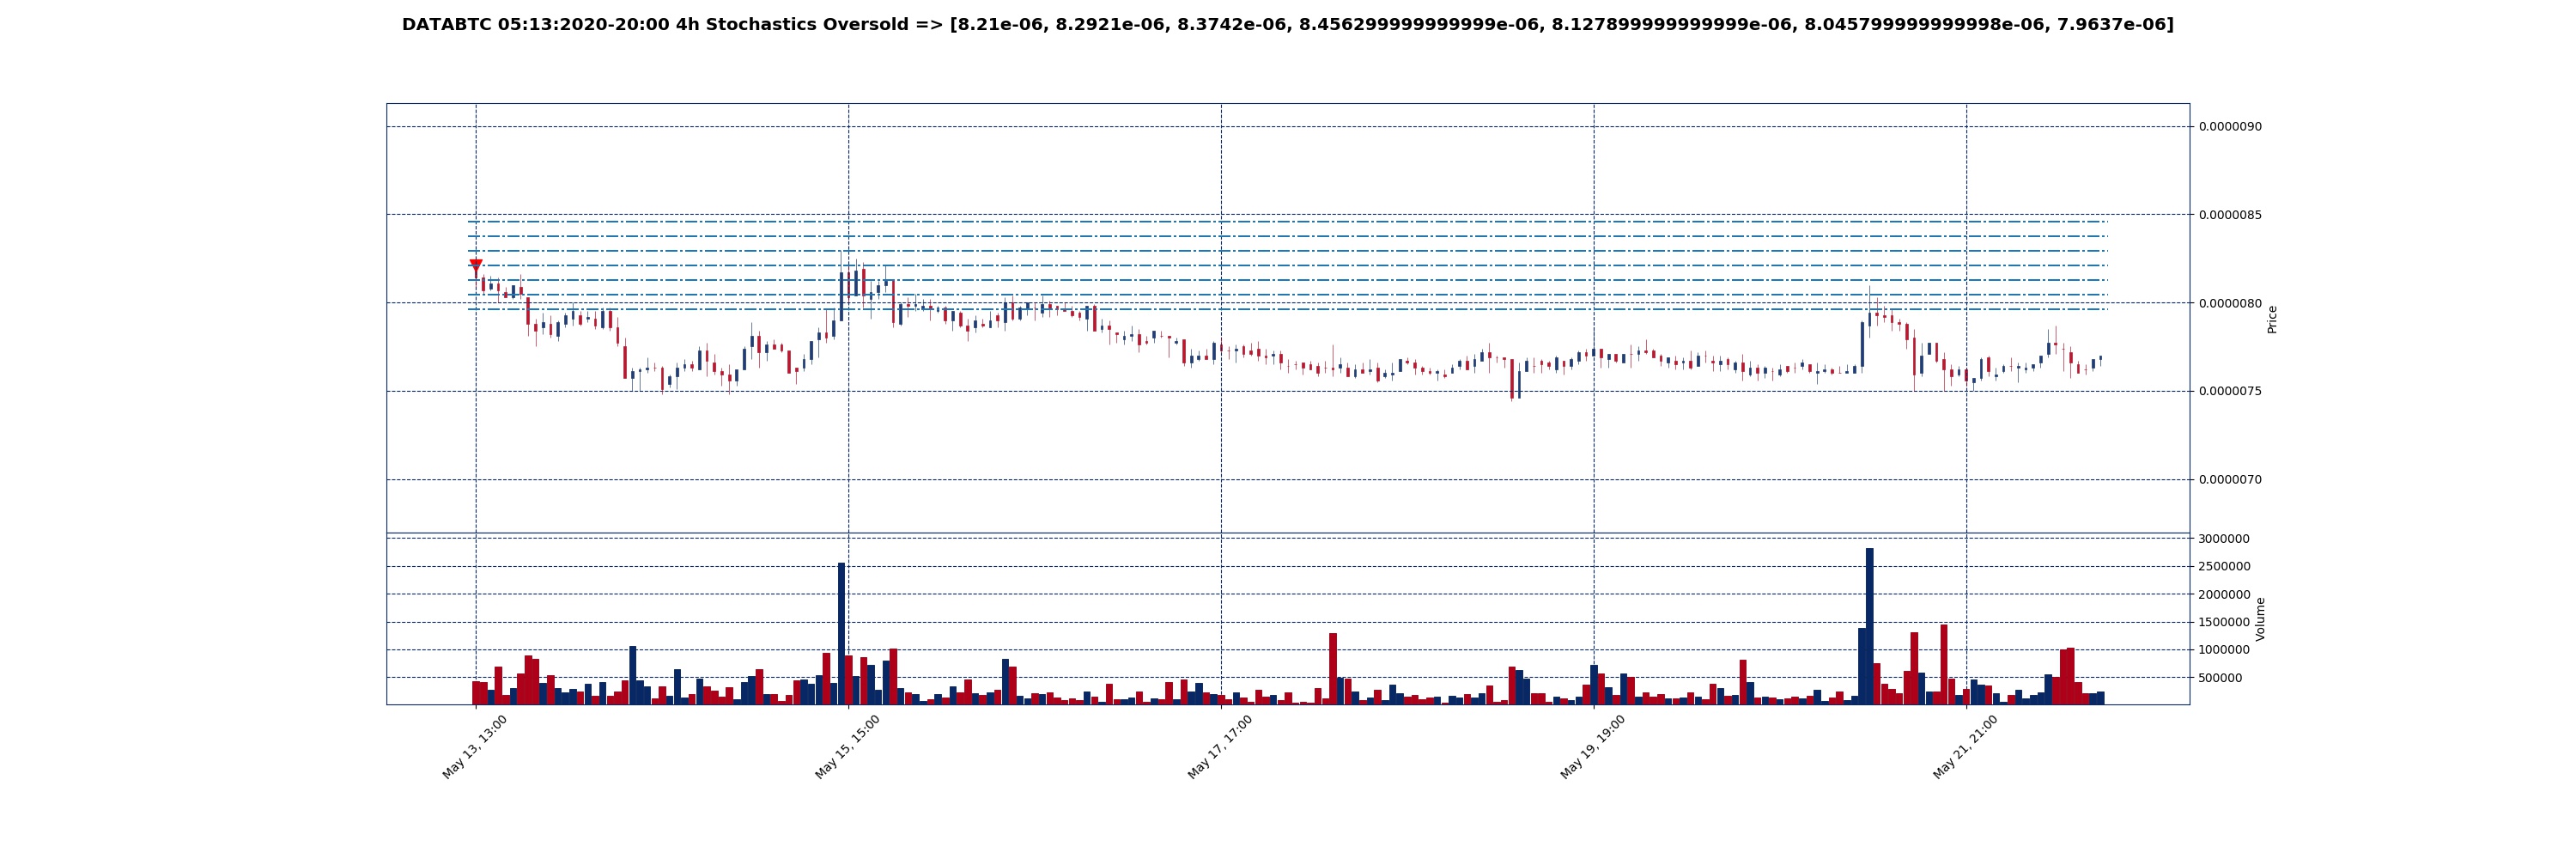 DATABTC 05:13:2020-20:00 4h Stochastics Oversold => [8.21e-06, 8.2921e-06, 8.3742e-06, 8.456299999999999e-06, 8.127899999999999e-06, 8.045799999999998e-06, 7.9637e-06]
0.0000090
0.0000085
0.0000080
0.0000075
0.0000070
Price
3000000
2500000
2000000
1500000
1000000
500000
Volume
May 13, 13:00
May 15, 15:00
May 17, 17:00
May 19, 19:00
May 21, 21:00